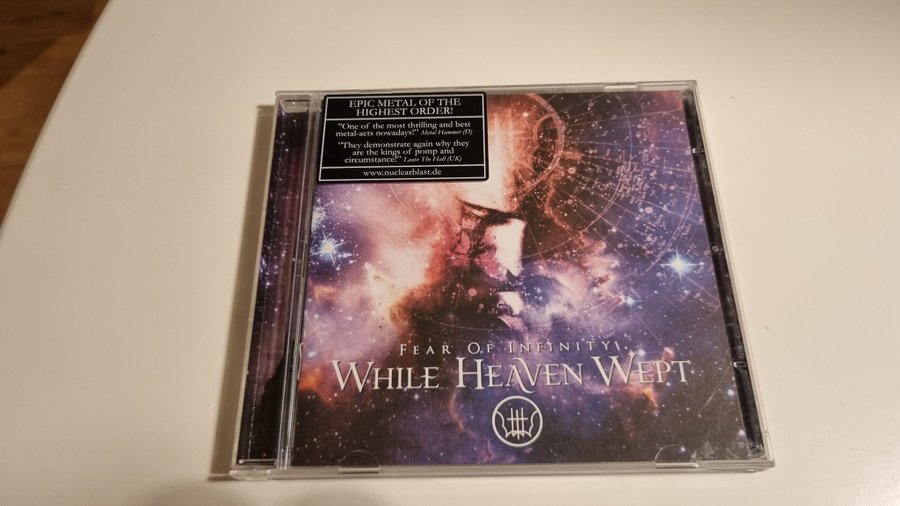 EPIC METAL OF THE
HIGHEST ORDER!
"One of the most thrilling and best
metal-acts nowadays!" Metal Hammer (D)
"They demonstrate again why they
are the kings of pomp and
circumstance!" Leave The Hall (UK)
www.nuclearblast.de
FEAR OF INFINITY
WHILE HEAVEN WEPT